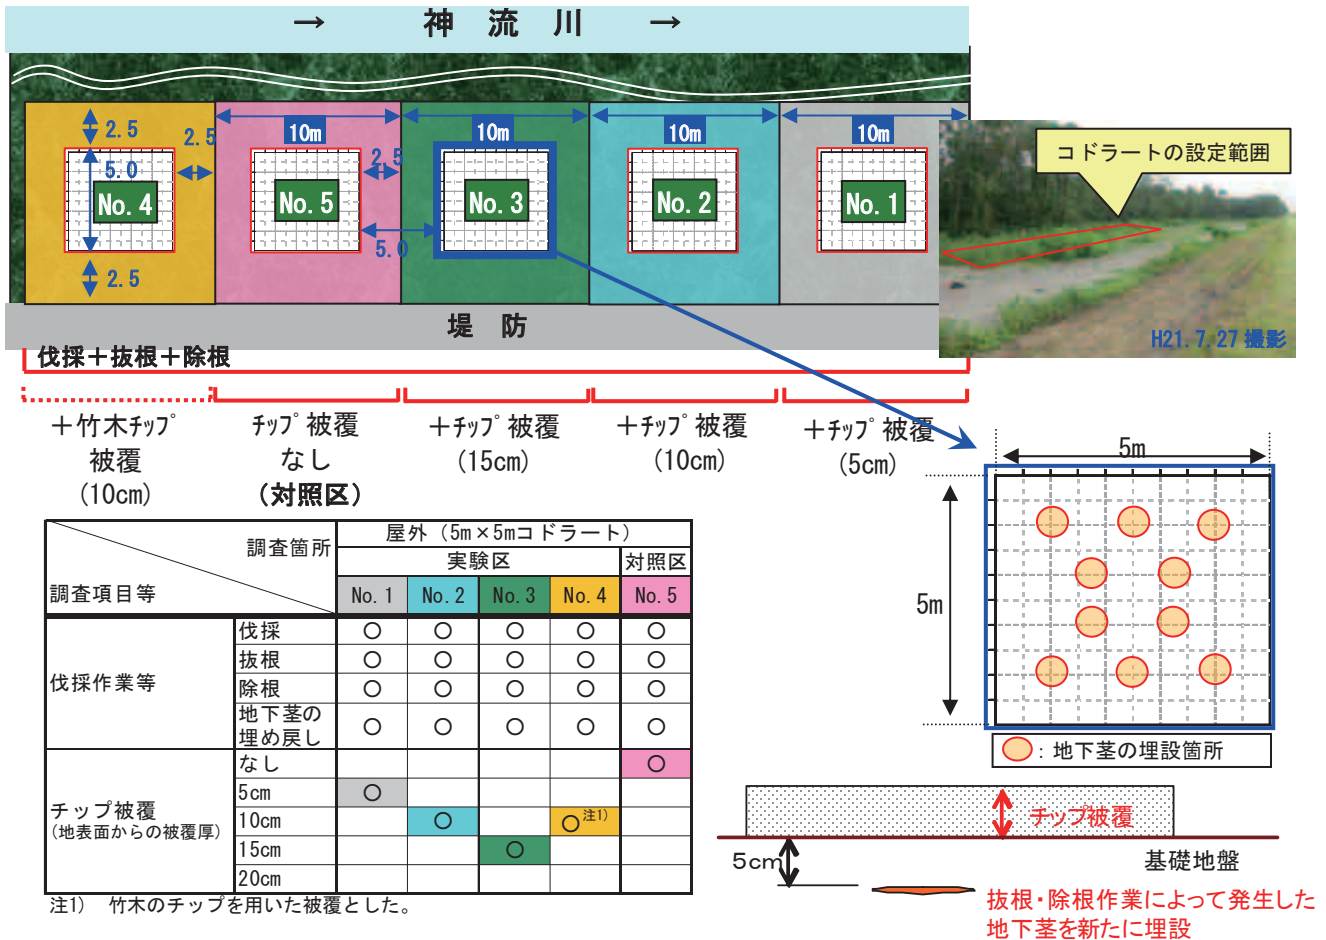 → 神 流 川 →
2.5
2.5
5.0
2.5
No.4
10m
2.5
No.5
5.0
10m
No.3
10m
No.2
10m
No.1
堤 防
コドラートの設定範囲
H21.7.27 撮影
伐採＋抜根＋除根
＋竹木ﾁｯﾌﾟ
被覆
(10cm)
ﾁｯﾌﾟ被覆
なし
(対照区)
＋ﾁｯﾌﾟ被覆
(15cm)
＋ﾁｯﾌﾟ被覆
(10cm)
＋ﾁｯﾌﾟ被覆
(5cm)
調査箇所
調査項目等
屋外（5m×5mコドラート）
実験区 対照区
No.1 No.2 No.3 No.4 No.5
伐採作業等
伐採 ○ ○ ○ ○ ○
抜根 ○ ○ ○ ○ ○
除根 ○ ○ ○ ○ ○
地下茎の
埋め戻し ○ ○ ○ ○ ○
チップ被覆
(地表面からの被覆厚)
なし ○
5cm ○
10cm ○ ○注1)
15cm ○
20cm
注1) 竹木のチップを用いた被覆とした。
5m
5m
○：地下茎の埋設箇所
チップ被覆
5cm
基礎地盤
抜根・除根作業によって発生した
地下茎を新たに埋設